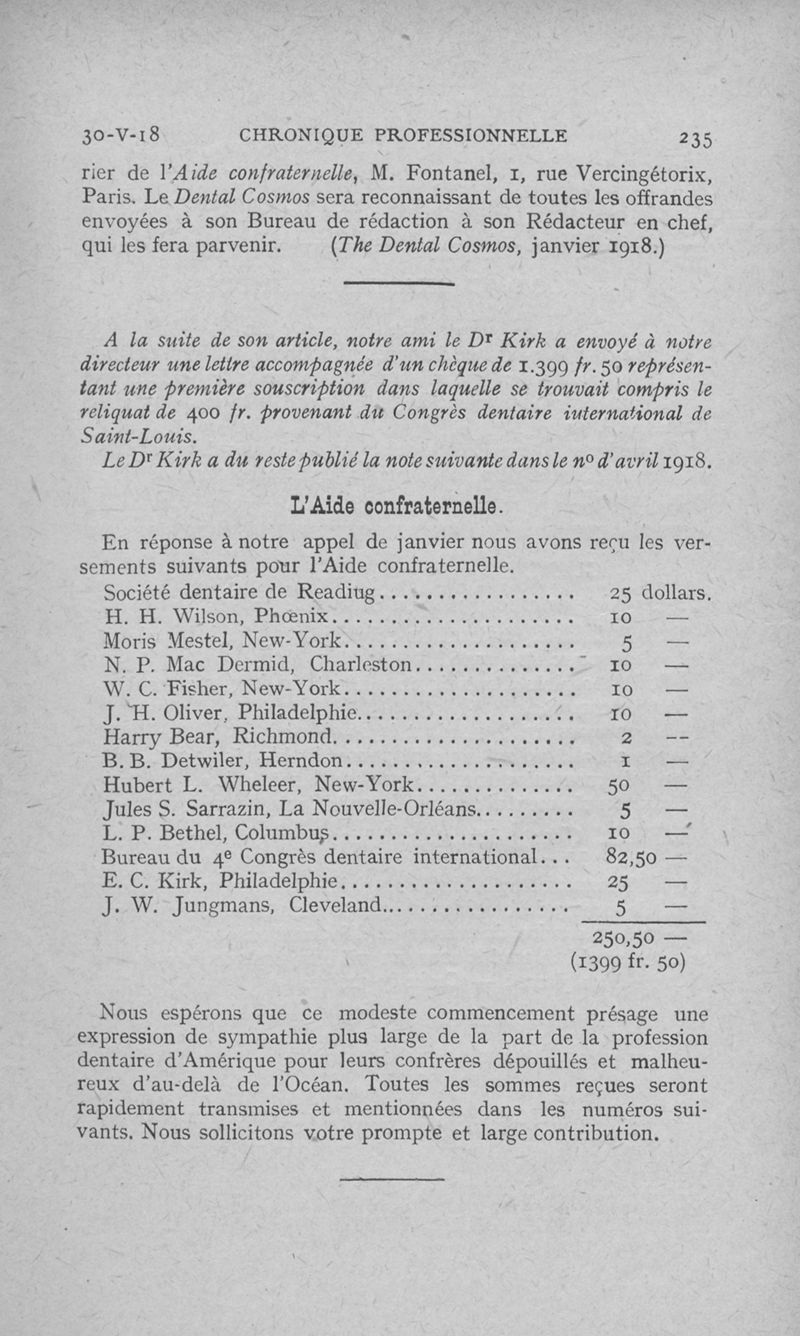 30-V-18 CHRONIQUE PROFESSIONNELLE 235
rier de l'Aide confraternelle, M. Fontanel, 1, rue Vercingétorix,
Paris. Le Dental Cosmos sera reconnaissant de toutes les offrandes
envoyées à son Bureau de rédaction à son Rédacteur en chef,
qui les fera parvenir. (The Dental Cosmos, janvier 1918.)
A la suite de son article, notre ami le Dr Kirk a envoyé à notre
directeur une lettre accompagnée d'un chèque de 1.399 fr. 50 représen-
tant une première souscription dans laquelle se trouvait compris le
reliquat de 400 fr. provenant du Congrès dentaire iuternational de
Saint-Louis.
Le Dr Kirk a du reste publié la note suivante dans le no d'avril 1918.
L'Aide confraternelle.
En réponse à notre appel de janvier nous avons reçu les ver-
sements suivants pour l'Aide confraternelle.
Société dentaire de Readiug................. 25 dollars.
H. H. Wilson, Phœnix..................... 10 —
Moris Mestel, New-York.................... 5 —
N. P. Mac Dermid, Charleston.............. 10 —
W. C. Fisher, New-York.................... 10 —
J. H. Oliver, Philadelphie.................. 10 —
Harry Bear, Richmond..................... 2 —
B. B. Detwiler, Herndon.................... 1 —
Hubert L. Wheleer, New-York.............. 50 —
Jules S. Sarrazin, La Nouvelle-Orléans......... 5 —
L. P. Bethel, Columbus..................... 10 —
Bureau du 4e Congrès dentaire international... 82,50 —
E. C. Kirk, Philadelphie.................... 25 —
J. W. Jungmans, Cleveland................. 5 —
250,50 —
(1399 fr. 50)
Nous espérons que ce modeste commencement présage une
expression de sympathie plus large de la part de la profession
dentaire d'Amérique pour leurs confrères dépouillés et malheu-
reux d'au-delà de l'Océan. Toutes les sommes reçues seront
rapidement transmises et mentionnées dans les numéros sui-
vants. Nous sollicitons votre prompte et large contribution.